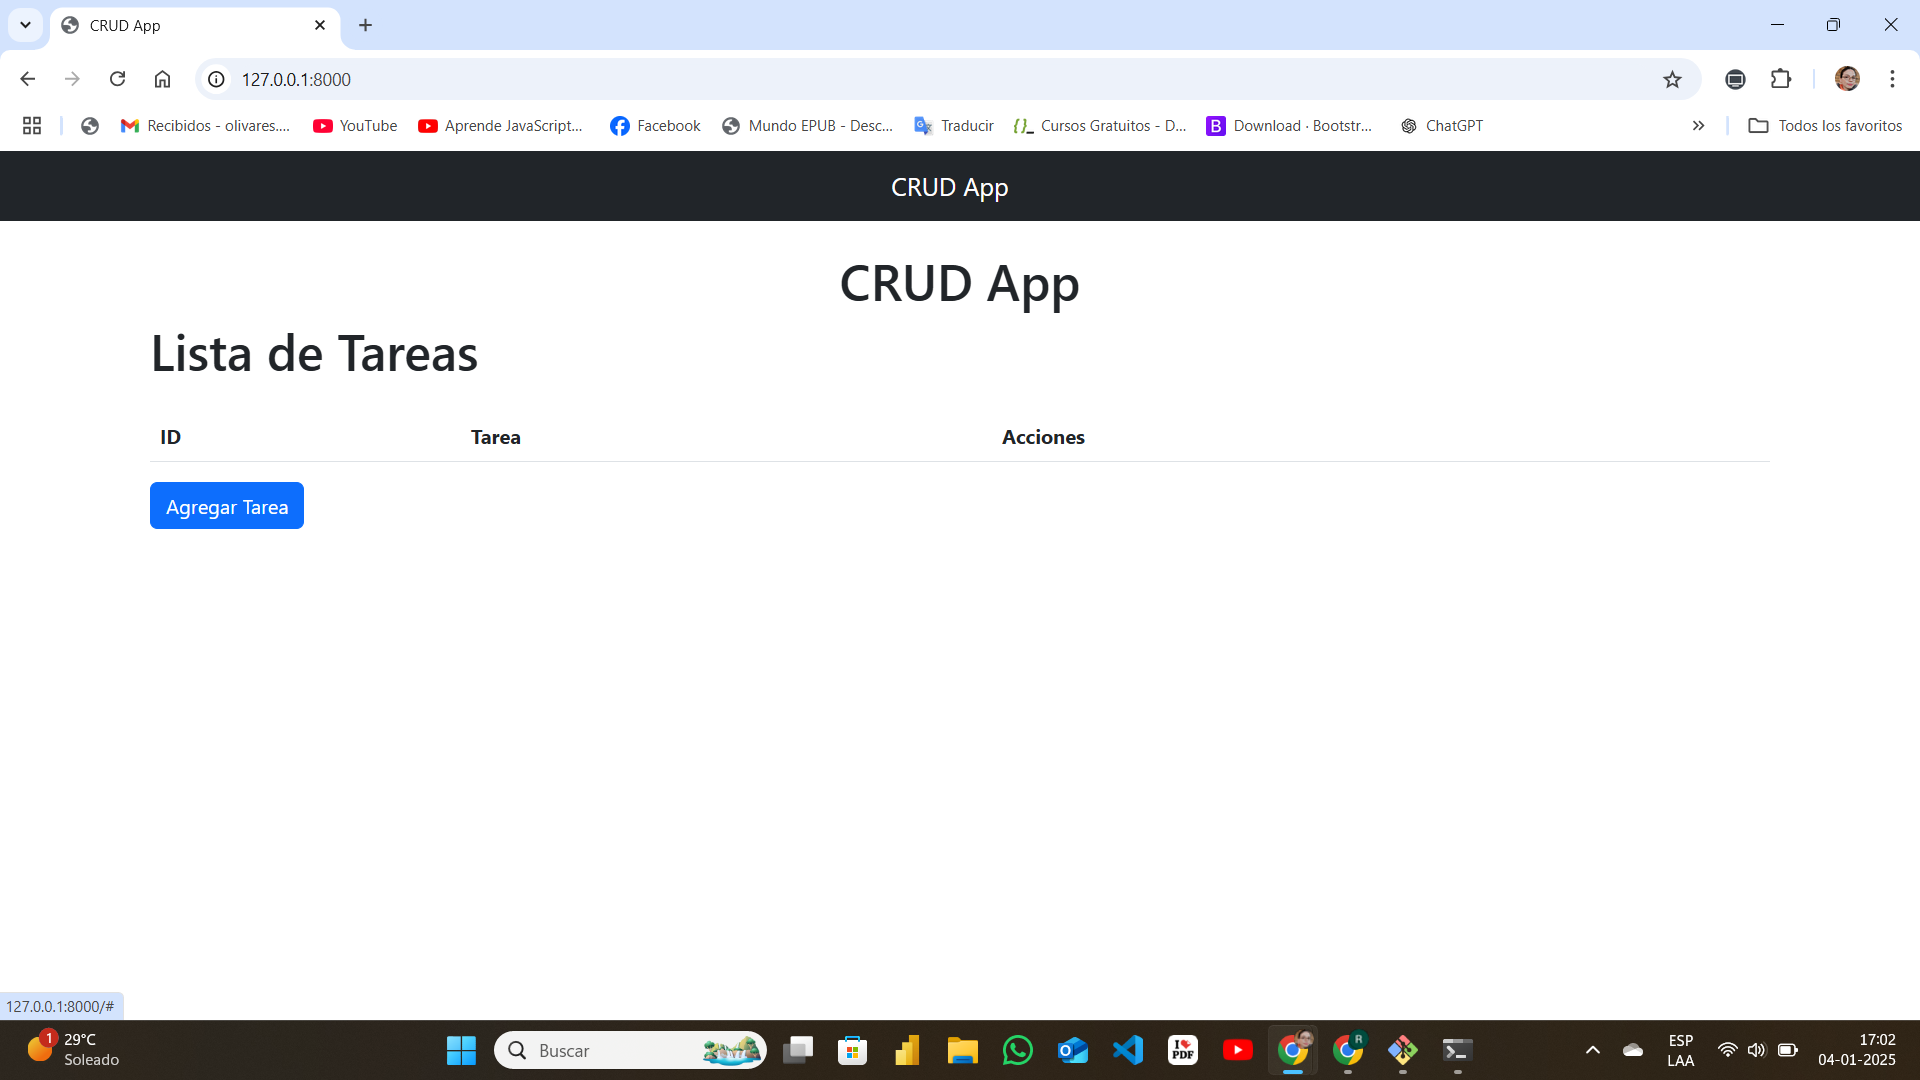 CRUD App
127.0.0.1:8000
Recibidos - olivares.... YouTube Aprende JavaScript... Facebook Mundo EPUB - Desc... Traducir Cursos Gratuitos - D... B Download · Bootstr... ChatGPT Todos los favoritos
CRUD App
CRUD App
Lista de Tareas
ID Tarea Acciones
Agregar Tarea
127.0.0.1:8000/#
1 29°C
Soleado
Buscar
I PDF
R
ESP
LAA
17:02
04-01-2025